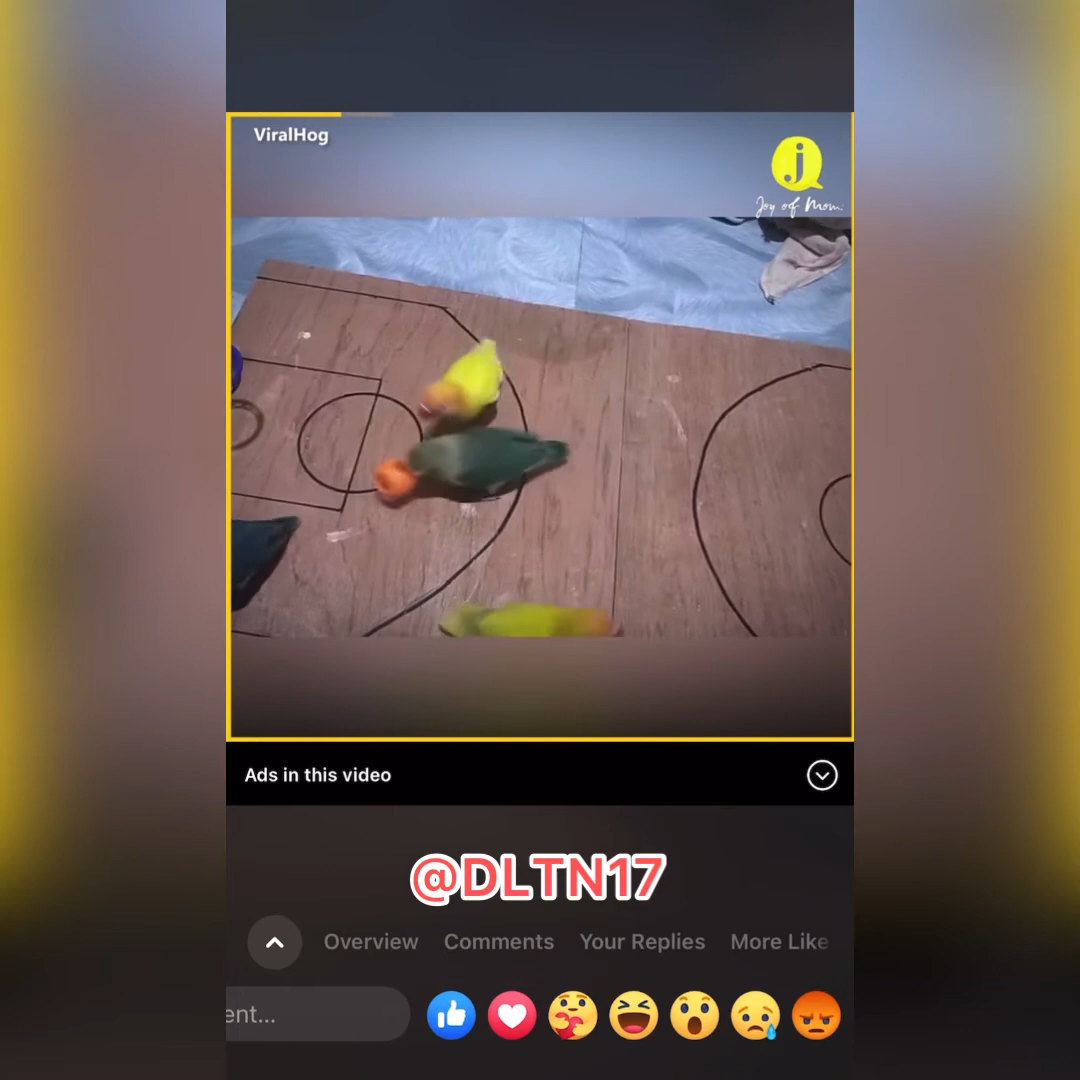 ViralHog
j
Joy of Mom.
Ads in this video
@DLTN17
Overview Comments Your Replies More Like
ent...